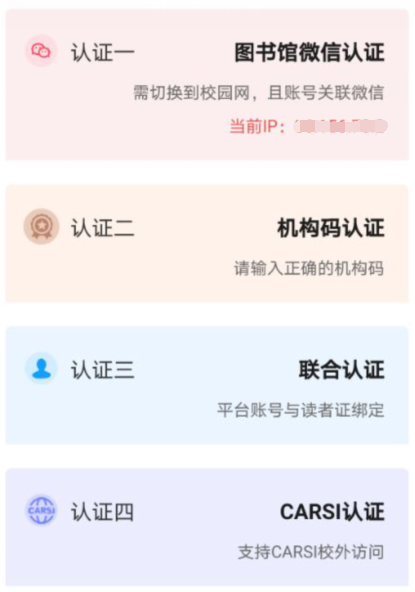 认证一 图书馆微信认证
需切换到校园网，且账号关联微信
当前IP：
认证二 机构码认证
请输入正确的机构码
认证三 联合认证
平台账号与读者证绑定
CARSI 认证四 CARSI认证
支持CARSI校外访问